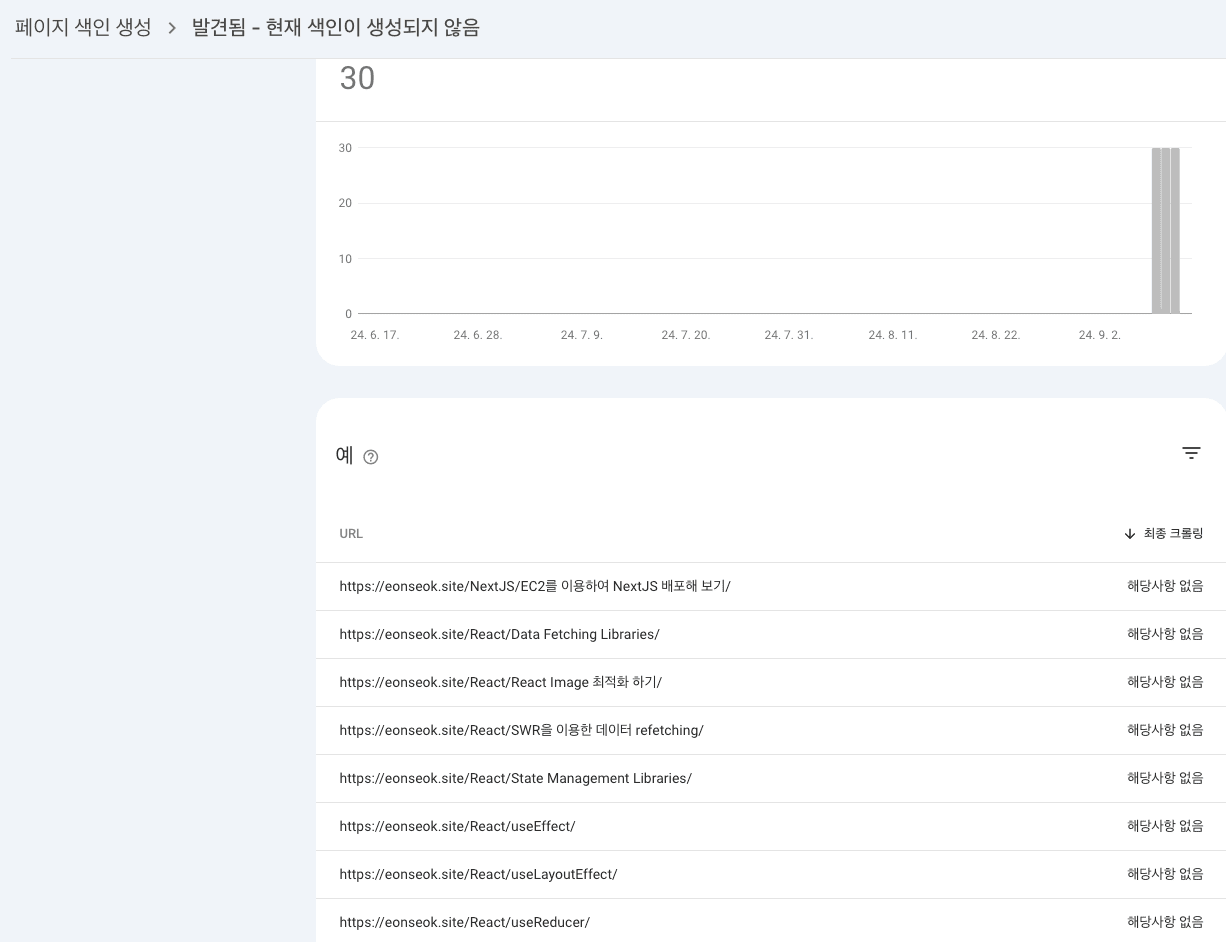 페이지 색인 생성 > 발견됨 - 현재 색인이 생성되지 않음
30
30
20
10
0
24. 6. 17. 24. 6. 28. 24. 7. 9. 24. 7. 20. 24. 7. 31. 24. 8. 11. 24. 8. 22. 24. 9. 2.
예 ?
URL ↓ 최종 크롤링
https://eonseok.site/NextJS/EC2를 이용하여 NextJS 배포해 보기/ 해당사항 없음
https://eonseok.site/React/Data Fetching Libraries/ 해당사항 없음
https://eonseok.site/React/React Image 최적화 하기/ 해당사항 없음
https://eonseok.site/React/SWR을 이용한 데이터 refetching/ 해당사항 없음
https://eonseok.site/React/State Management Libraries/ 해당사항 없음
https://eonseok.site/React/useEffect/ 해당사항 없음
https://eonseok.site/React/useLayoutEffect/ 해당사항 없음
https://eonseok.site/React/useReducer/ 해당사항 없음